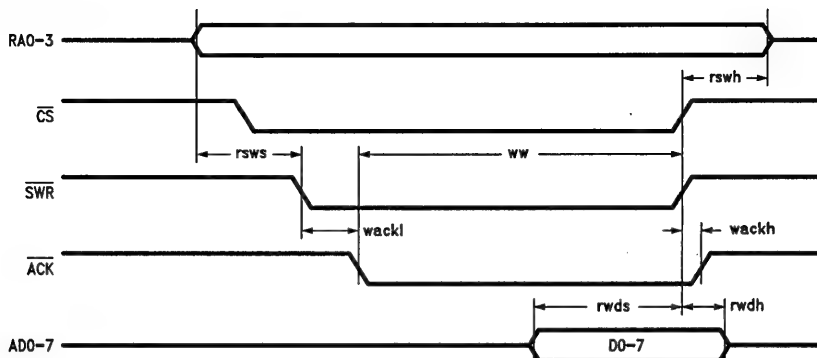 RA0-3
rswh
CS
rsws
ww
SWR
wackl
wackh
ACK
rwds
rwdh
AD0-7
D0-7